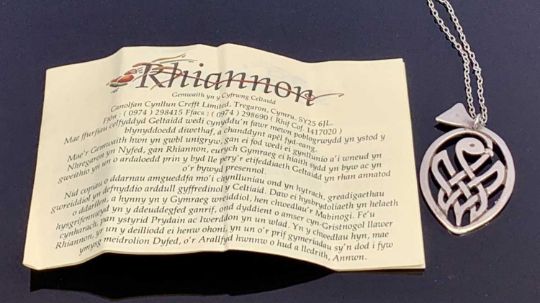 Rhiannon
Gemwaith yn y Cyfrwng Celtaidd
Canolfan Cynllun Crefft Limited, Tregaron, Cymru, SY25 6JL.
Ffôn : ( 0974 ) 298415 Ffacs : ( 0974 ) 298690 ( Rhif Cof. 1417020 )
Mae ffurfiau celfyddyd Geltaidd wedi cynyddu'n fawr mewn poblogrwydd yn ystod y
blynyddoedd diwethaf, a chanddynt apêl fyd-eang.
Mae'r Gemwaith hwn yn gwbl unigryw, gan ei fod wedi ei gynllunio a'i wneud yn
Nhregaron yn Nyfed, gan Rhiannon, eurych Gymraeg ei hiaith sydd yn byw ac yn
gweithio yn un o ardaloedd prin y byd lle pery'r etifeddiaeth Geltaidd yn rhan annatod
o'r bywyd presennol.
Nid copïau o ddarnau amgueddfa mo'i chynlluniau ond yn hytrach, greadigaethau
gwreiddiol yn defnyddio arddull gyffredinol y Celtiaid. Daw ei hysbrydoliaeth yn helaeth
o ddarllen, a hynny yn y Gymraeg wreiddiol, hen chwedlau'r Mabinogi. Fe'u
hysgrifennwyd yn y ddeuddegfed ganrif, ond dyddient o amser cyn-Gristnogol llawer
cynharach, pan ystyrid Prydain ac Iwerddon yn un wlad. Yn y chwedlau hyn, mae
Rhiannon, yr un y deilliodd ei henw ohoni, yn un o'r prif gymeriadau sy'n dod i fyw
ymysg meidrolion Dyfed, o'r Arallfyd hwnnw o hud a lledrith, Annwn.